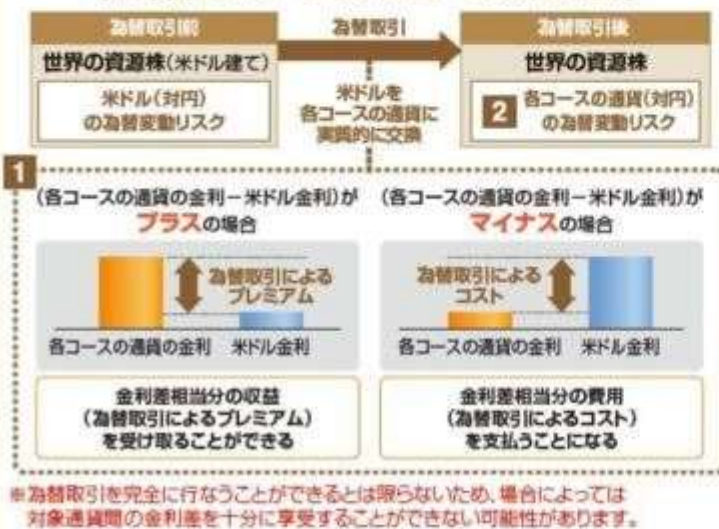 為替取引前
為替取引
為替取引後
世界の資源株(米ドル建て)
世界の資源株
米ドル(対円)
の為替変動リスク
米ドルを
各コースの通貨に
実質的に交換
2 各コースの通貨(対円)
の為替変動リスク
1
(各コースの通貨の金利−米ドル金利)が
プラスの場合
(各コースの通貨の金利−米ドル金利)が
マイナスの場合
為替取引による
プレミアム
為替取引による
コスト
各コースの通貨の金利 米ドル金利
各コースの通貨の金利 米ドル金利
金利差相当分の収益
(為替取引によるプレミアム)
を受け取ることができる
金利差相当分の費用
(為替取引によるコスト)
を支払うことになる
※為替取引を完全に行なうことができるとは限らないため、場合によっては
対象通貨間の金利差を十分に享受することができない可能性があります。